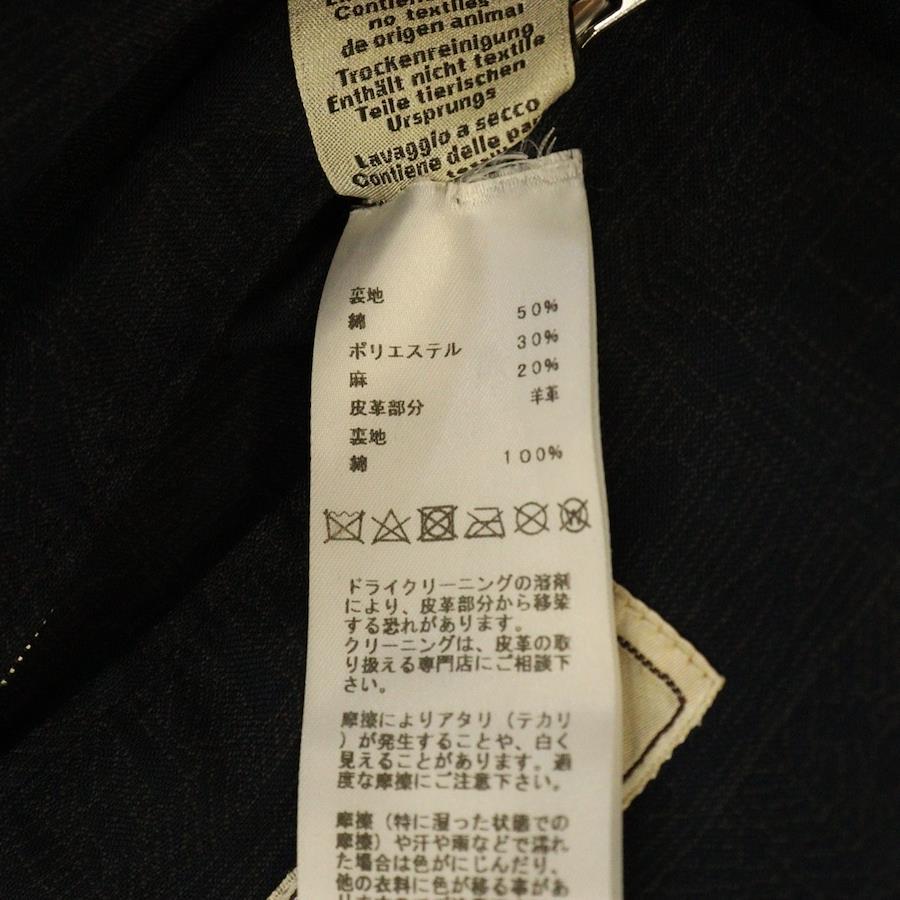 Contiene
no textiles
de origen animal
Trockenreinigung
Enthält nicht textile
Teile tierischen
Ursprungs
Lavaggio a secco
Contiene delle
裏地
綿 50%
ポリエステル 30%
麻 20%
皮革部分 羊革
裏地
綿 100%
ドライクリーニングの溶剤
により、皮革部分から移染
する恐れがあります。
クリーニングは、皮革の取
り扱える専門店にご相談下
さい。
摩擦によりアタリ（テカリ
）が発生することや、白く
見えることがあります。過
度な摩擦にご注意下さい。
摩擦（特に湿った状態での
摩擦）や汗や雨などで濡れ
た場合は色がにじんだり、
他の衣料に色が移る事があ